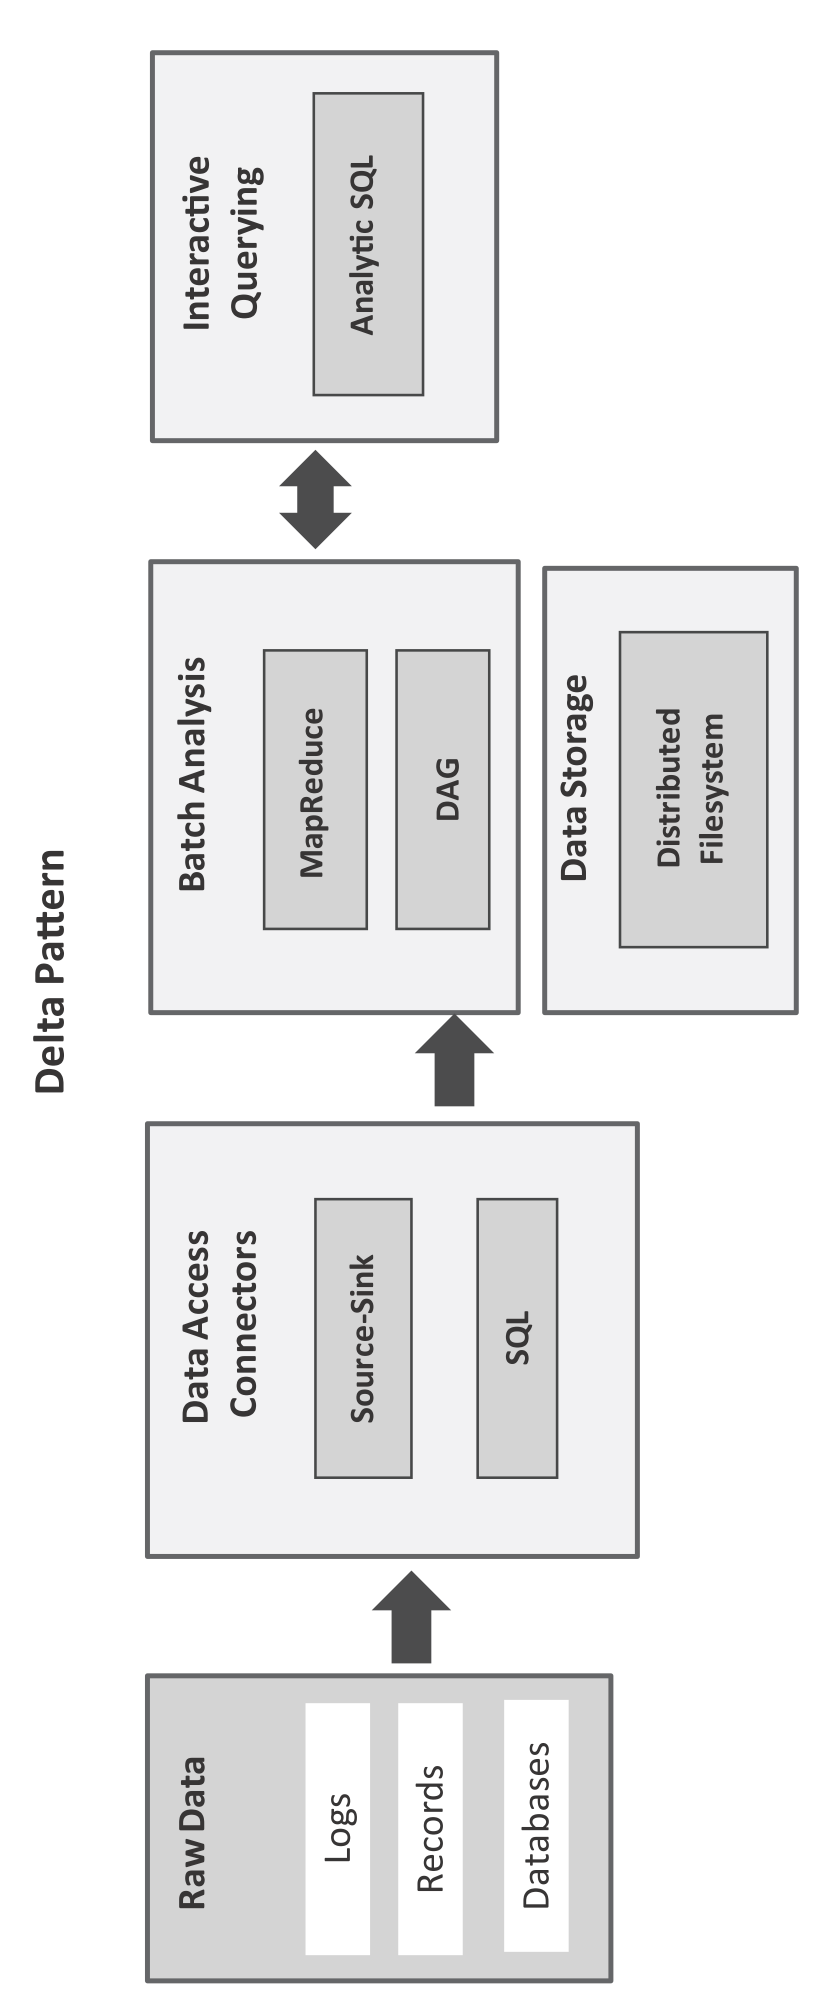 Delta Pattern
Raw Data
Logs
Records
Databases
Data Access
Connectors
Source-Sink
SQL
Batch Analysis
MapReduce
DAG
Data Storage
Distributed
Filesystem
Interactive
Querying
Analytic SQL